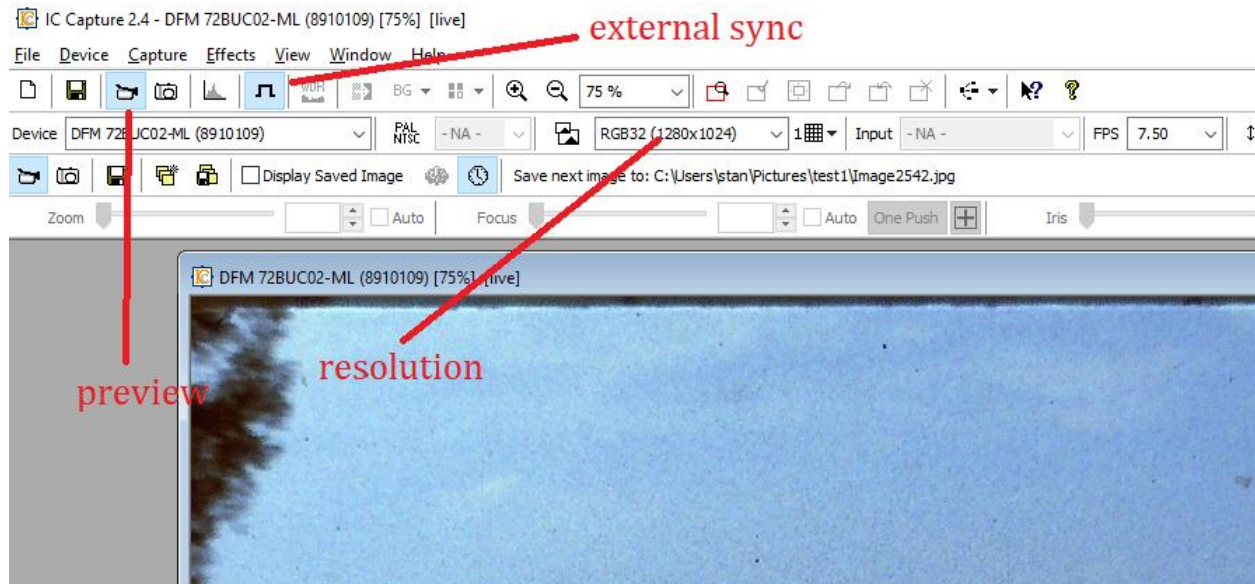 IC Capture 2.4 - DFM 72BUC02-ML (8910109) [75%]  [live]
external sync
File Device Capture Effects View Window Help
WDR BG 75 %
Device DFM 72BUC02-ML (8910109) PAL NTSC - NA - RGB32 (1280x1024) 1 Input - NA - FPS 7.50
Display Saved Image Save next image to: C:\Users\stan\Pictures\test1\Image2542.jpg
Zoom Auto Focus Auto One Push Iris
DFM 72BUC02-ML (8910109) [75%]  [live]
resolution
preview